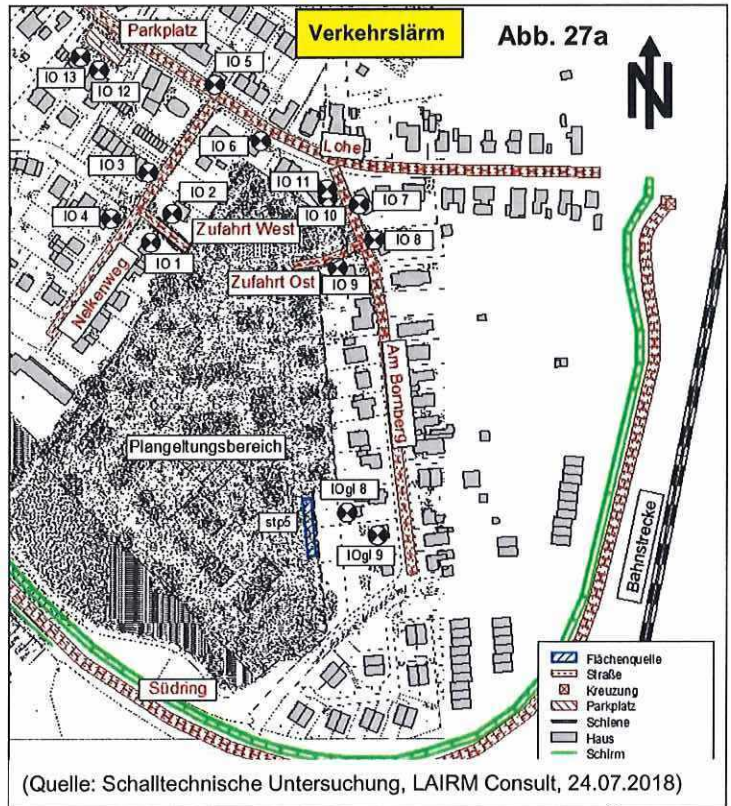 Parkplatz
Verkehrslärm
Abb. 27a
N
IO 5
IO 13
IO 12
IO 6
Lohe
IO 3
IO 11
IO 2
IO 10
IO 7
IO 4
Zufahrt West
IO 8
IO 1
Zufahrt Ost
IO 9
Nelkenweg
Am Bornberg
Plangeltungsbereich
IOgl 8
stp5
IOgl 9
Bahnstrecke
Südring
Flächenquelle
Straße
Kreuzung
Parkplatz
Schiene
Haus
Schirm
(Quelle: Schalltechnische Untersuchung, LAIRM Consult, 24.07.2018)